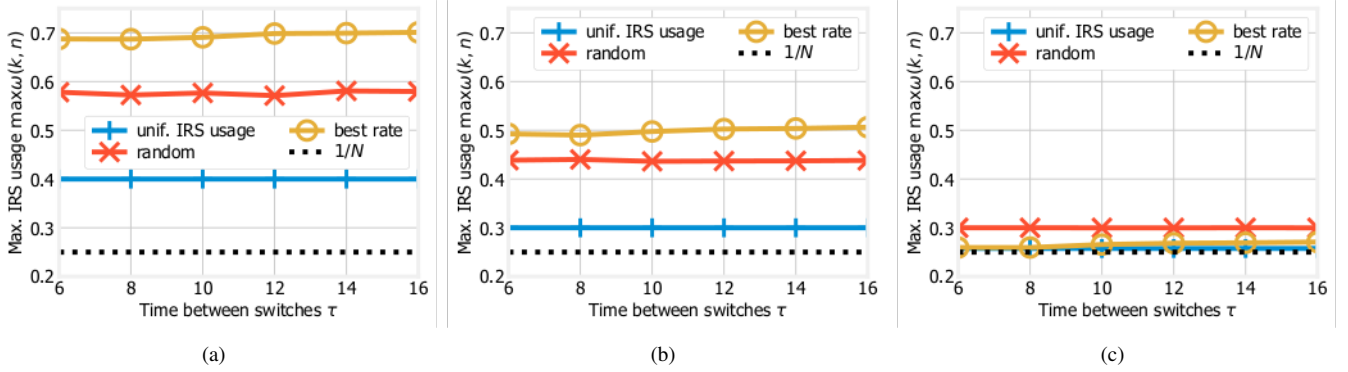 Max. IRS usage maxω(k, n)
0.7
0.6
0.5
0.4
0.3
0.2
unif. IRS usage
random
best rate
1/N
6 8 10 12 14 16
Time between switches τ
(a)
Max. IRS usage maxω(k, n)
0.7
0.6
0.5
0.4
0.3
0.2
unif. IRS usage
random
best rate
1/N
6 8 10 12 14 16
Time between switches τ
(b)
Max. IRS usage maxω(k, n)
0.7
0.6
0.5
0.4
0.3
0.2
unif. IRS usage
random
best rate
1/N
6 8 10 12 14 16
Time between switches τ
(c)